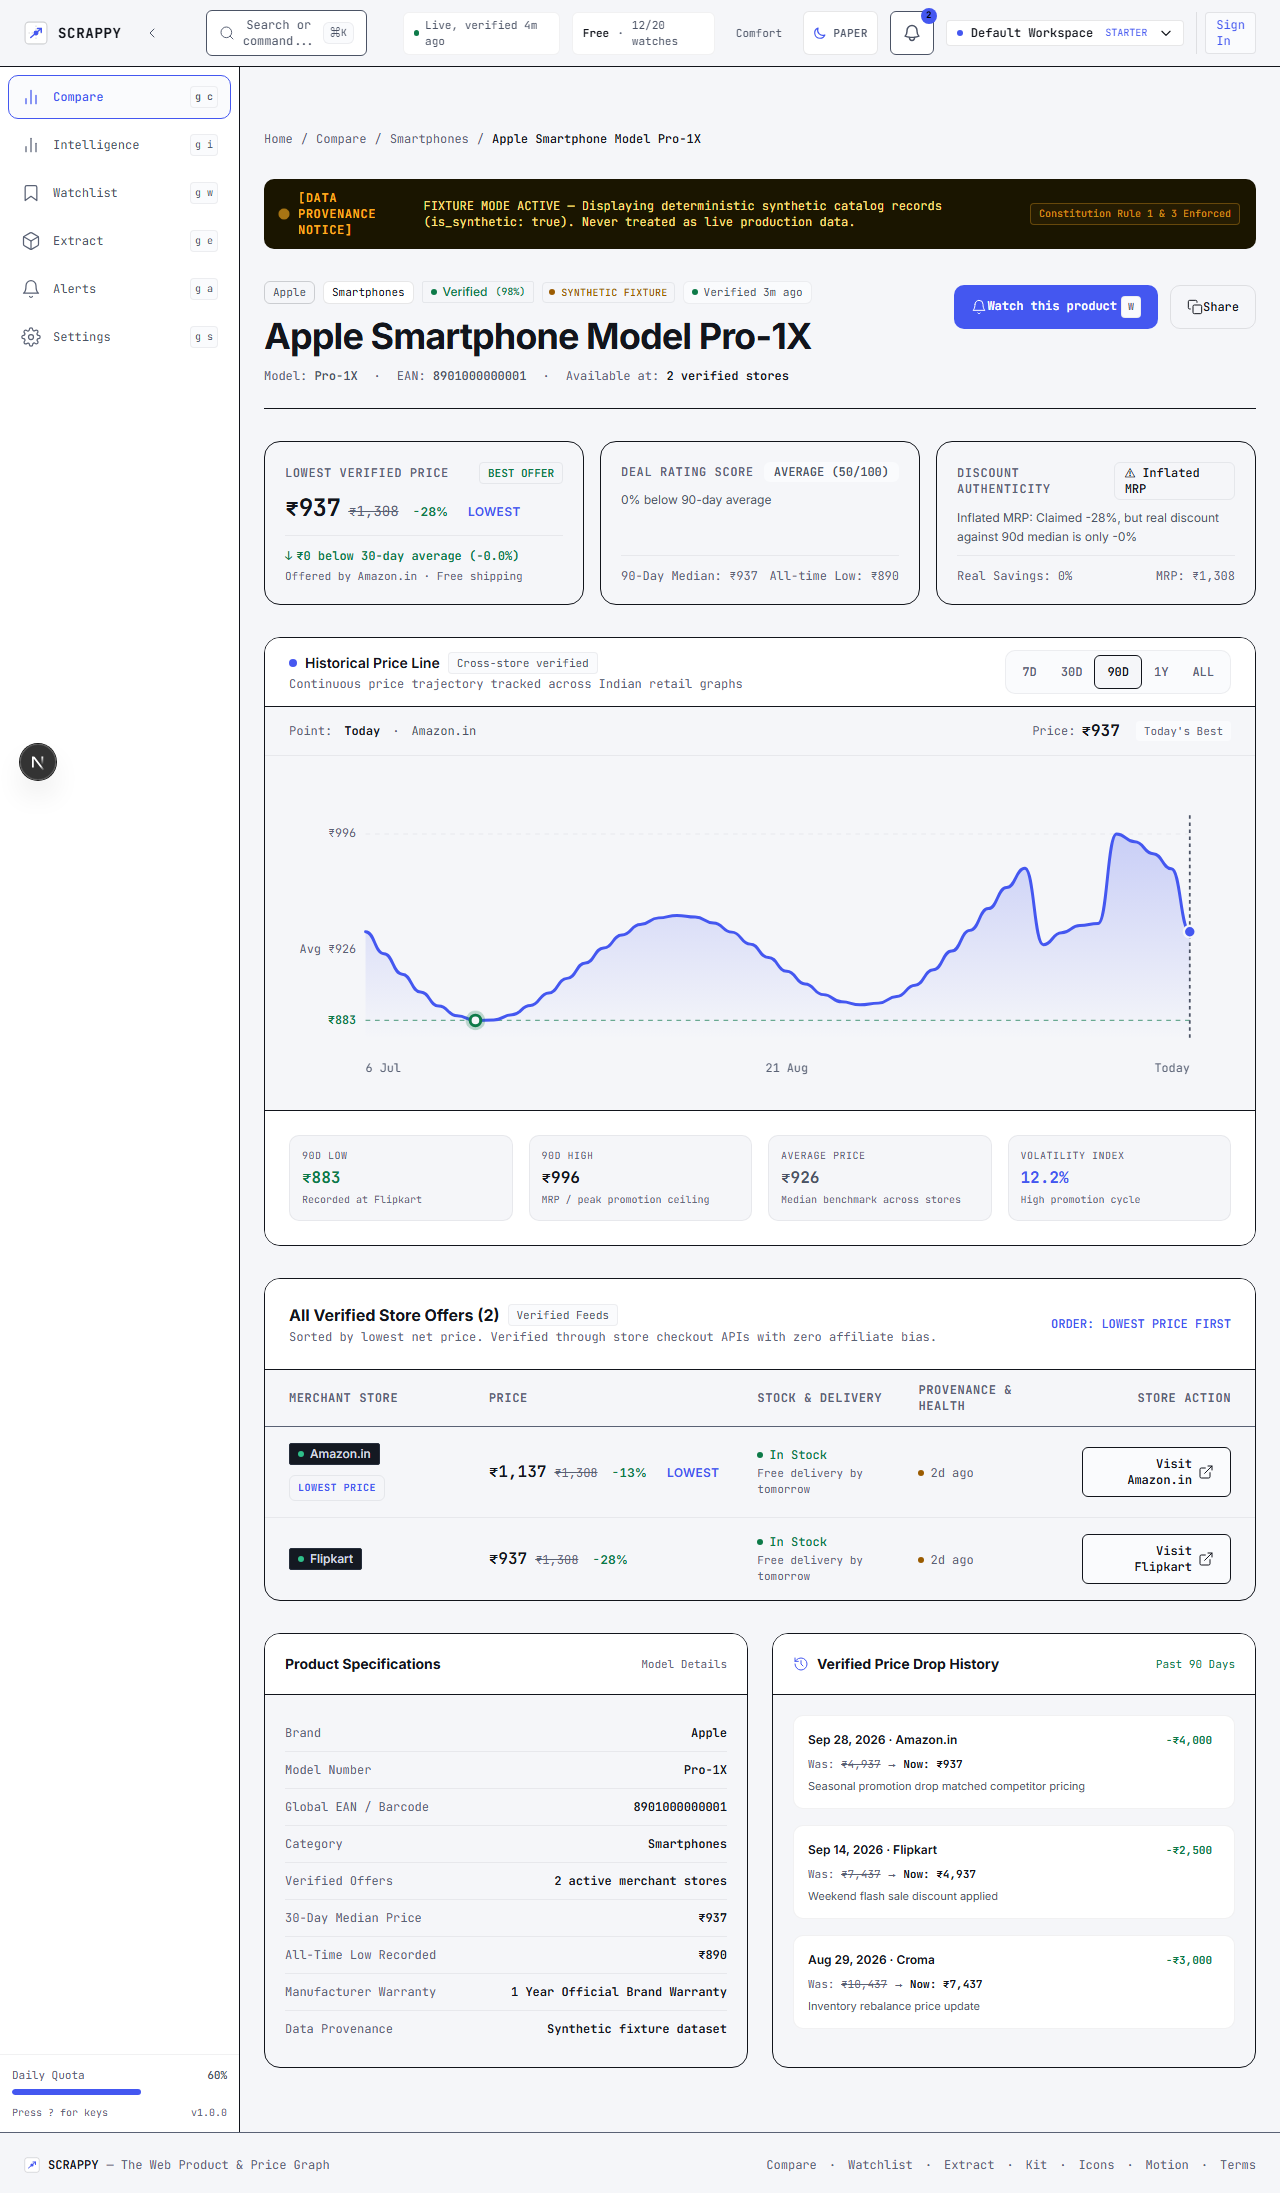 SCRAPPY
Search or command... ⌘K
Live, verified 4m ago
Free · 12/20 watches
Comfort
PAPER
2
Default Workspace STARTER
Sign In
Compare g c
Intelligence g i
Watchlist g w
Extract g e
Alerts g a
Settings g s
Home / Compare / Smartphones / Apple Smartphone Model Pro-1X
[DATA PROVENANCE NOTICE]
FIXTURE MODE ACTIVE — Displaying deterministic synthetic catalog records
(is_synthetic: true). Never treated as live production data.
Constitution Rule 1 & 3 Enforced
Apple Smartphones Verified (98%) SYNTHETIC FIXTURE Verified 3m ago
Apple Smartphone Model Pro-1X
Watch this product W
Share
Model: Pro-1X · EAN: 8901000000001 · Available at: 2 verified stores
LOWEST VERIFIED PRICE BEST OFFER
₹937 ₹1,308 -28% LOWEST
↓ ₹0 below 30-day average (-0.0%)
Offered by Amazon.in · Free shipping
DEAL RATING SCORE AVERAGE (50/100)
0% below 90-day average
90-Day Median: ₹937 All-time Low: ₹890
DISCOUNT AUTHENTICITY
⚠ Inflated MRP
Inflated MRP: Claimed -28%, but real discount
against 90d median is only -0%
Real Savings: 0% MRP: ₹1,308
Historical Price Line Cross-store verified
Continuous price trajectory tracked across Indian retail graphs
7D 30D 90D 1Y ALL
Point: Today · Amazon.in
Price: ₹937 Today's Best
₹996
Avg ₹926
₹883
6 Jul 21 Aug Today
90D LOW
₹883
Recorded at Flipkart
90D HIGH
₹996
MRP / peak promotion ceiling
AVERAGE PRICE
₹926
Median benchmark across stores
VOLATILITY INDEX
12.2%
High promotion cycle
All Verified Store Offers (2) Verified Feeds
Sorted by lowest net price. Verified through store checkout APIs with zero affiliate bias.
ORDER: LOWEST PRICE FIRST
MERCHANT STORE PRICE STOCK & DELIVERY PROVENANCE & HEALTH STORE ACTION
Amazon.in
LOWEST PRICE
₹1,137 ₹1,308 -13% LOWEST
In Stock
Free delivery by tomorrow
2d ago
Visit Amazon.in
Flipkart
₹937 ₹1,308 -28%
In Stock
Free delivery by tomorrow
2d ago
Visit Flipkart
Product Specifications Model Details
Brand Apple
Model Number Pro-1X
Global EAN / Barcode 8901000000001
Category Smartphones
Verified Offers 2 active merchant stores
30-Day Median Price ₹937
All-Time Low Recorded ₹890
Manufacturer Warranty 1 Year Official Brand Warranty
Data Provenance Synthetic fixture dataset
Verified Price Drop History Past 90 Days
Sep 28, 2026 · Amazon.in -₹4,000
Was: ₹4,937 → Now: ₹937
Seasonal promotion drop matched competitor pricing
Sep 14, 2026 · Flipkart -₹2,500
Was: ₹7,437 → Now: ₹4,937
Weekend flash sale discount applied
Aug 29, 2026 · Croma -₹3,000
Was: ₹10,437 → Now: ₹7,437
Inventory rebalance price update
Daily Quota 60%
Press ? for keys v1.0.0
SCRAPPY — The Web Product & Price Graph
Compare · Watchlist · Extract · Kit · Icons · Motion · Terms